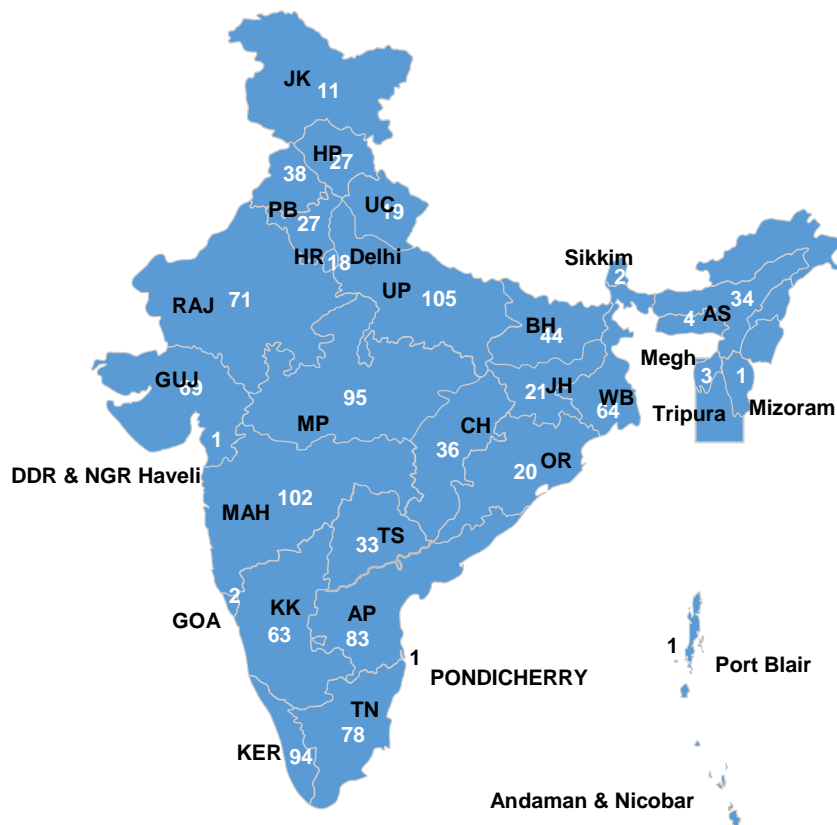 JK
11
HP
27
38
PB
27
UC
19
HR
18
Delhi
UP
105
RAJ
71
Sikkim
2
34
AS
4
BH
44
Megh
3
1
Tripura
Mizoram
GUJ
69
95
MP
21
JH
WB
64
CH
36
OR
20
1
DDR & NGR Haveli
102
MAH
TS
33
2
GOA
KK
63
AP
83
1
PONDICHERRY
1
Port Blair
TN
78
KER
94
Andaman & Nicobar